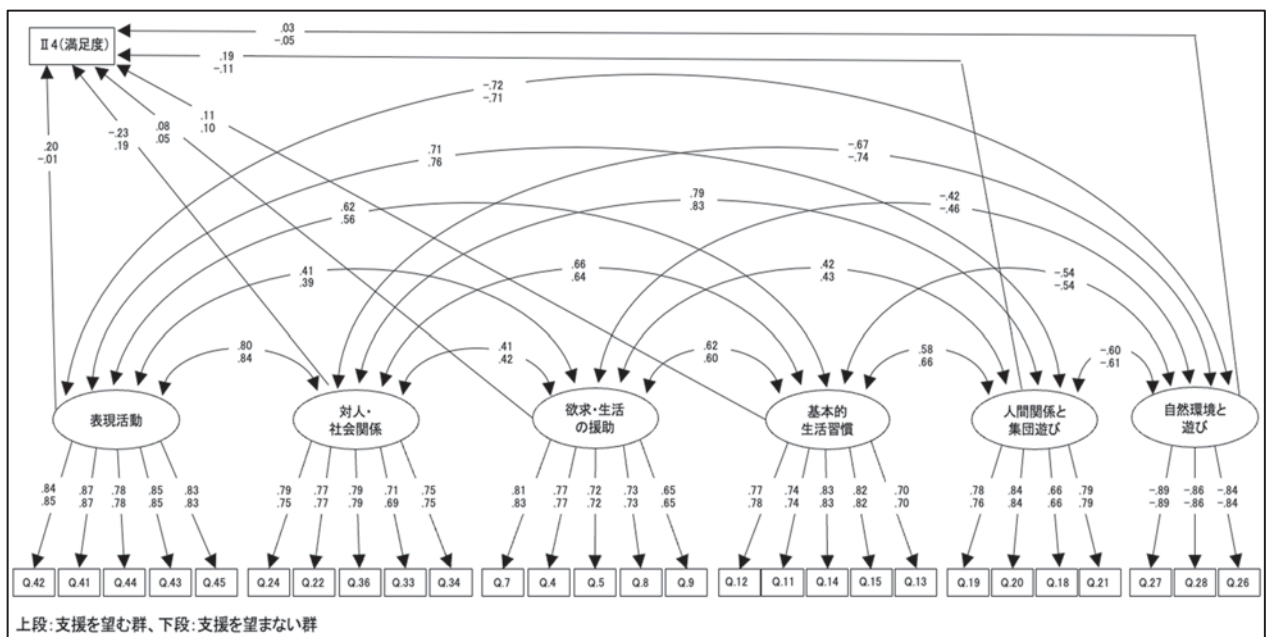 Ⅱ4(満足度)
.03
-.05
.19
-.11
-.72
-.71
.20
-.01
-.23
.19
.08
.05
.11
.10
.71
.76
-.67
-.74
.62
.56
.79
.83
-.42
-.46
.41
.39
.66
.64
.42
.43
-.54
-.54
.80
.84
.41
.42
.62
.60
.58
.66
-.60
-.61
表現活動
対人・
社会関係
欲求・生活
の援助
基本的
生活習慣
人間関係と
集団遊び
自然環境と
遊び
.84 .87 .78 .85 .83 .79 .77 .79 .71 .75 .81 .77 .72 .73 .65 .77 .74 .83 .82 .70 .78 .84 .66 .79 -.89 -.86 -.84
.85 .87 .78 .85 .83 .75 .77 .79 .69 .75 .83 .77 .72 .73 .65 .78 .74 .83 .82 .70 .76 .84 .66 .79 -.89 -.86 -.84
Q.42 Q.41 Q.44 Q.43 Q.45 Q.24 Q.22 Q.36 Q.33 Q.34 Q.7 Q.4 Q.5 Q.8 Q.9 Q.12 Q.11 Q.14 Q.15 Q.13 Q.19 Q.20 Q.18 Q.21 Q.27 Q.28 Q.26
上段:支援を望む群、下段:支援を望まない群